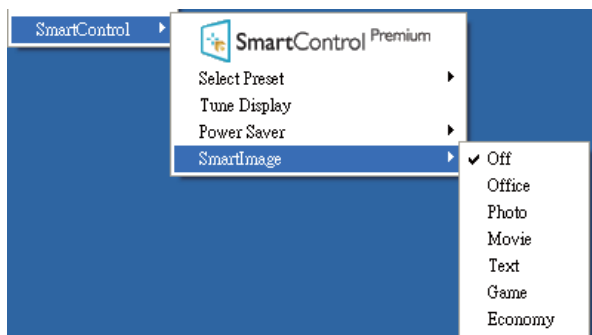 SmartControl
SmartControl Premium
Select Preset
Tune Display
Power Saver
SmartImage
Off
Office
Photo
Movie
Text
Game
Economy